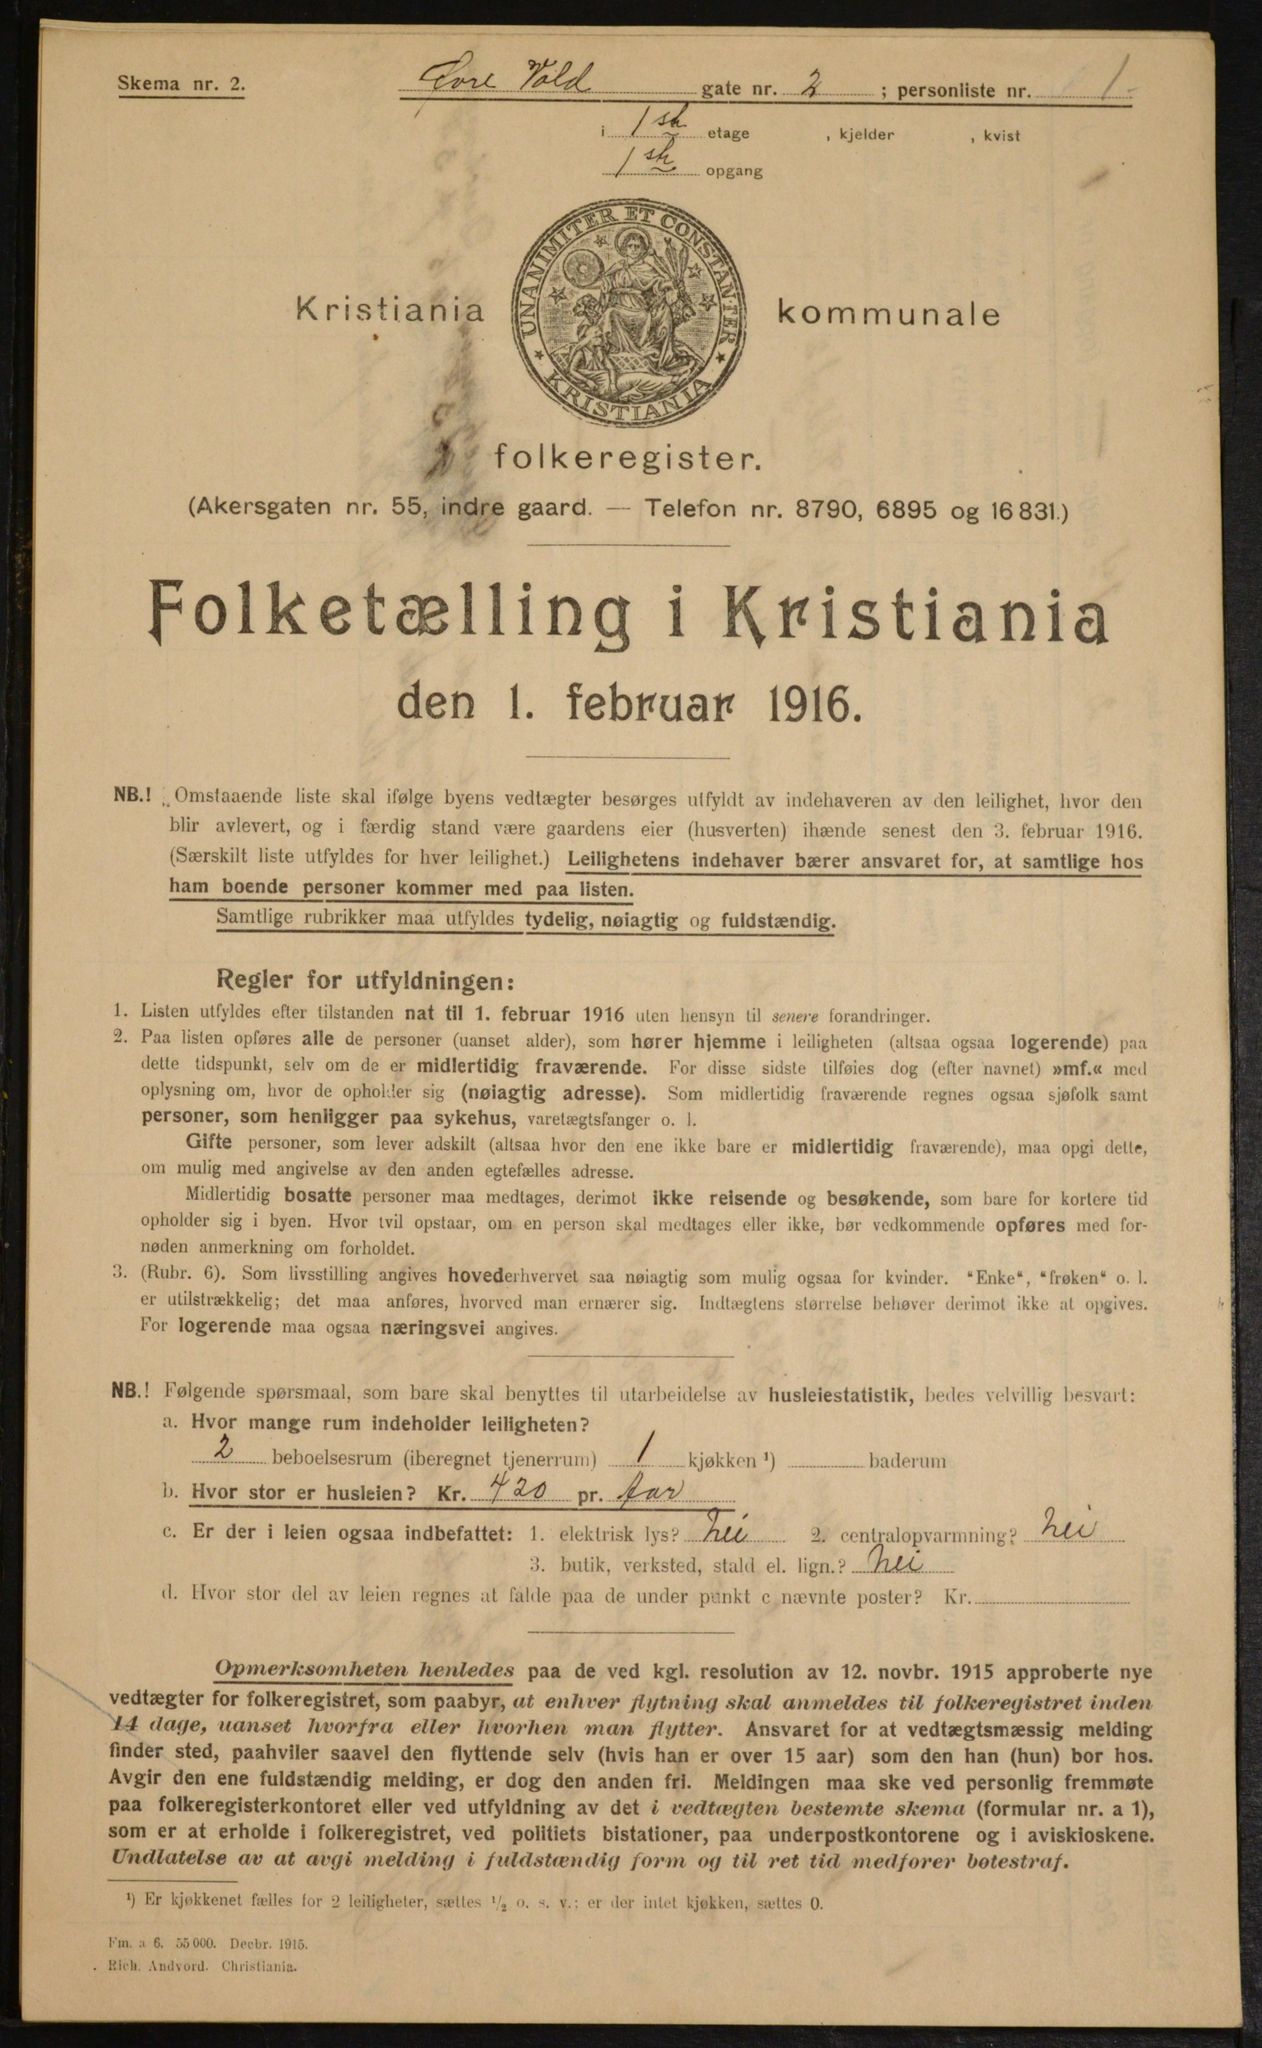 Skema nr. 2.
Øvre Vold gate nr. 2 ; personliste nr. 1
i 1ste etage , kjelder , kvist
1ste opgang
UNANIMITER ET CONSTANTER
KRISTIANIA
Kristiania kommunale
folkeregister.
(Akersgaten nr. 55, indre gaard. — Telefon nr. 8790, 6895 og 16831.)
Folketælling i Kristiania
den 1. februar 1916.
NB.! Omstaaende liste skal ifølge byens vedtægter besørges utfyldt av indehaveren av den leilighet, hvor den
blir avlevert, og i færdig stand være gaardens eier (husverten) ihænde senest den 3. februar 1916.
(Særskilt liste utfyldes for hver leilighet.) Leilighetens indehaver bærer ansvaret for, at samtlige hos
ham boende personer kommer med paa listen.
Samtlige rubrikker maa utfyldes tydelig, nøiagtig og fuldstændig.
Regler for utfyldningen:
1. Listen utfyldes efter tilstanden nat til 1. februar 1916 uten hensyn til senere forandringer.
2. Paa listen opføres alle de personer (uanset alder), som hører hjemme i leiligheten (altsaa ogsaa logerende) paa
dette tidspunkt, selv om de er midlertidig fraværende. For disse sidste tilføies dog (efter navnet) »mf.« med
oplysning om, hvor de opholder sig (nøiagtig adresse). Som midlertidig fraværende regnes ogsaa sjøfolk samt
personer, som henligger paa sykehus, varetægtsfanger o. l.
Gifte personer, som lever adskilt (altsaa hvor den ene ikke bare er midlertidig fraværende), maa opgi dette,
om mulig med angivelse av den anden egtefælles adresse.
Midlertidig bosatte personer maa medtages, derimot ikke reisende og besøkende, som bare for kortere tid
opholder sig i byen. Hvor tvil opstaar, om en person skal medtages eller ikke, bør vedkommende opføres med for-
nøden anmerkning om forholdet.
3. (Rubr. 6). Som livsstilling angives hovederhvervet saa nøiagtig som mulig ogsaa for kvinder. "Enke", "frøken" o. l.
er utilstrækkelig; det maa anføres, hvorved man ernærer sig. Indtægtens størrelse behøver derimot ikke at opgives.
For logerende maa ogsaa næringsvei angives.
NB.! Følgende spørsmaal, som bare skal benyttes til utarbeidelse av husleiestatistik, bedes velvillig besvart:
a. Hvor mange rum indeholder leiligheten?
2 beboelsesrum (iberegnet tjenerrum) 1 kjøkken ¹) baderum
b. Hvor stor er husleien? Kr. 420 pr. Aar
c. Er der i leien ogsaa indbefattet: 1. elektrisk lys? Nei 2. centralopvarmning? Nei
3. butik, verksted, stald el. lign.? Nei
d. Hvor stor del av leien regnes at falde paa de under punkt c nævnte poster? Kr.
Opmerksomheten henledes paa de ved kgl. resolution av 12. novbr. 1915 approberte nye
vedtægter for folkeregistret, som paabyr, at enhver flytning skal anmeldes til folkeregistret inden
14 dage, uanset hvorfra eller hvorhen man flytter. Ansvaret for at vedtægtsmæssig melding
finder sted, paahviler saavel den flyttende selv (hvis han er over 15 aar) som den han (hun) bor hos.
Avgir den ene fuldstændig melding, er dog den anden fri. Meldingen maa ske ved personlig fremmøte
paa folkeregisterkontoret eller ved utfyldning av det i vedtægten bestemte skema (formular nr. a 1),
som er at erholde i folkeregistret, ved politiets bistationer, paa underpostkontorene og i aviskioskene.
Undlatelse av at avgi melding i fuldstændig form og til ret tid medfører botestraf.
¹) Er kjøkkenet fælles for 2 leiligheter, sættes ½ o. s. v.; er der intet kjøkken, sættes 0.
Fm. a 6. 55 000. Decbr. 1915.
Rich. Andvord. Christiania.